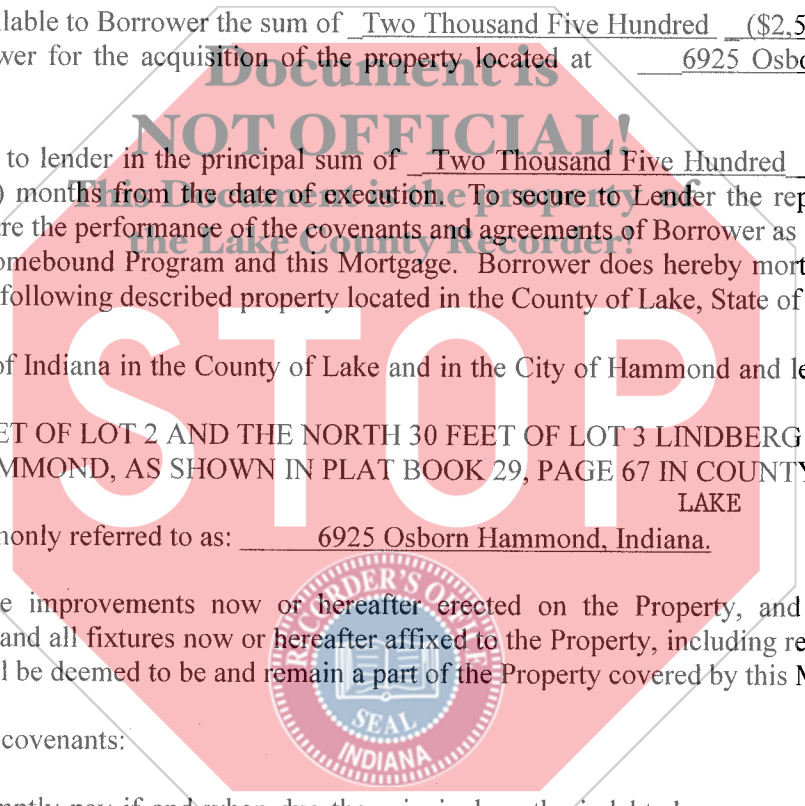 ilable to Borrower the sum of Two Thousand Five Hundred ($2,5
wer for the acquisition of the property located at 6925 Osbo
Document is
NOT OFFICIAL!
to lender in the principal sum of Two Thousand Five Hundred
) months from the date of execution. To secure to Lender the rep
This Document is the property of
re the performance of the covenants and agreements of Borrower as
the Lake County Recorder!
omebound Program and this Mortgage. Borrower does hereby mort
following described property located in the County of Lake, State of
STOP
of Indiana in the County of Lake and in the City of Hammond and le
ET OF LOT 2 AND THE NORTH 30 FEET OF LOT 3 LINDBERG
MMOND, AS SHOWN IN PLAT BOOK 29, PAGE 67 IN COUNTY
LAKE
monly referred to as: 6925 Osborn Hammond, Indiana.
e improvements now or hereafter erected on the Property, and
and all fixtures now or hereafter affixed to the Property, including re
l be deemed to be and remain a part of the Property covered by this M
RECORDER'S OFFICE
SEAL
INDIANA
covenants: